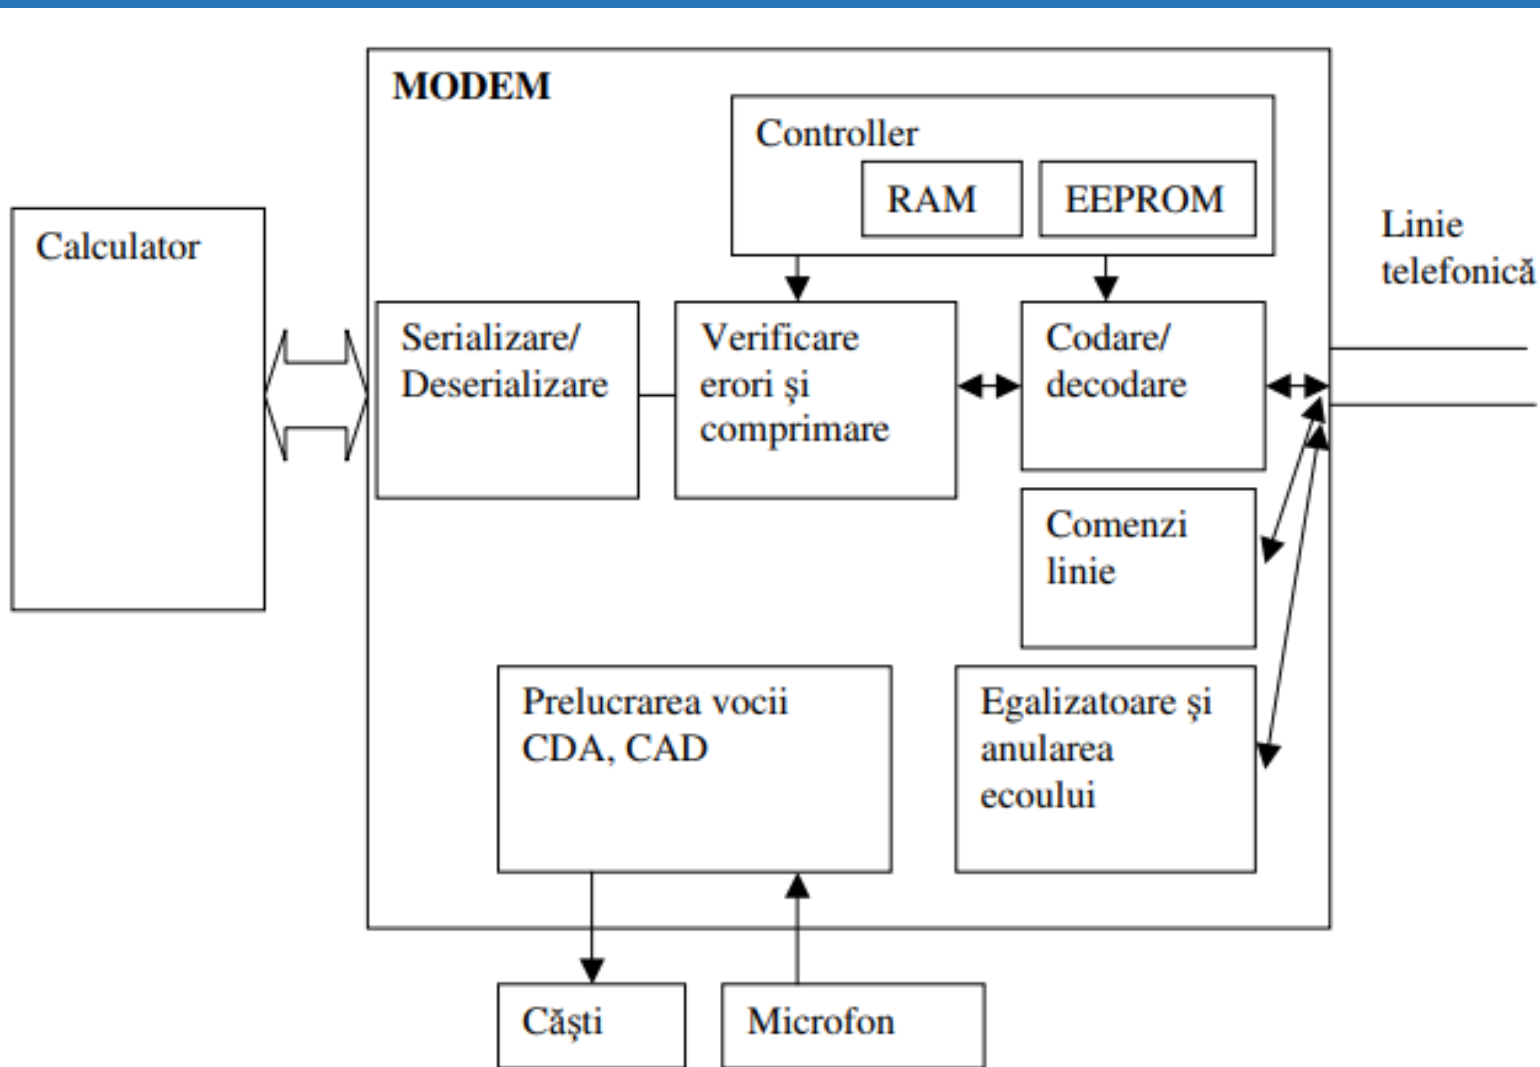 MODEM
Controller
RAM
EEPROM
Calculator
Linie
telefonică
Serializare/
Deserializare
Verificare
erori și
comprimare
Codare/
decodare
Comenzi
linie
Prelucrarea vocii
CDA, CAD
Egalizatoare și
anularea
ecoului
Căști
Microfon